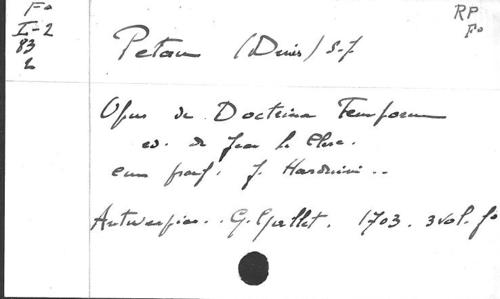 Fº
I-2
83
2
RP
Fº
Petau (Denis) S.J.
Opus de Doctrina Temporum
ed. de Jean le Clerc.
cum praef. J. Harduini ..
Antwerpiae. G. Gallet. 1703. 3 vol. fº